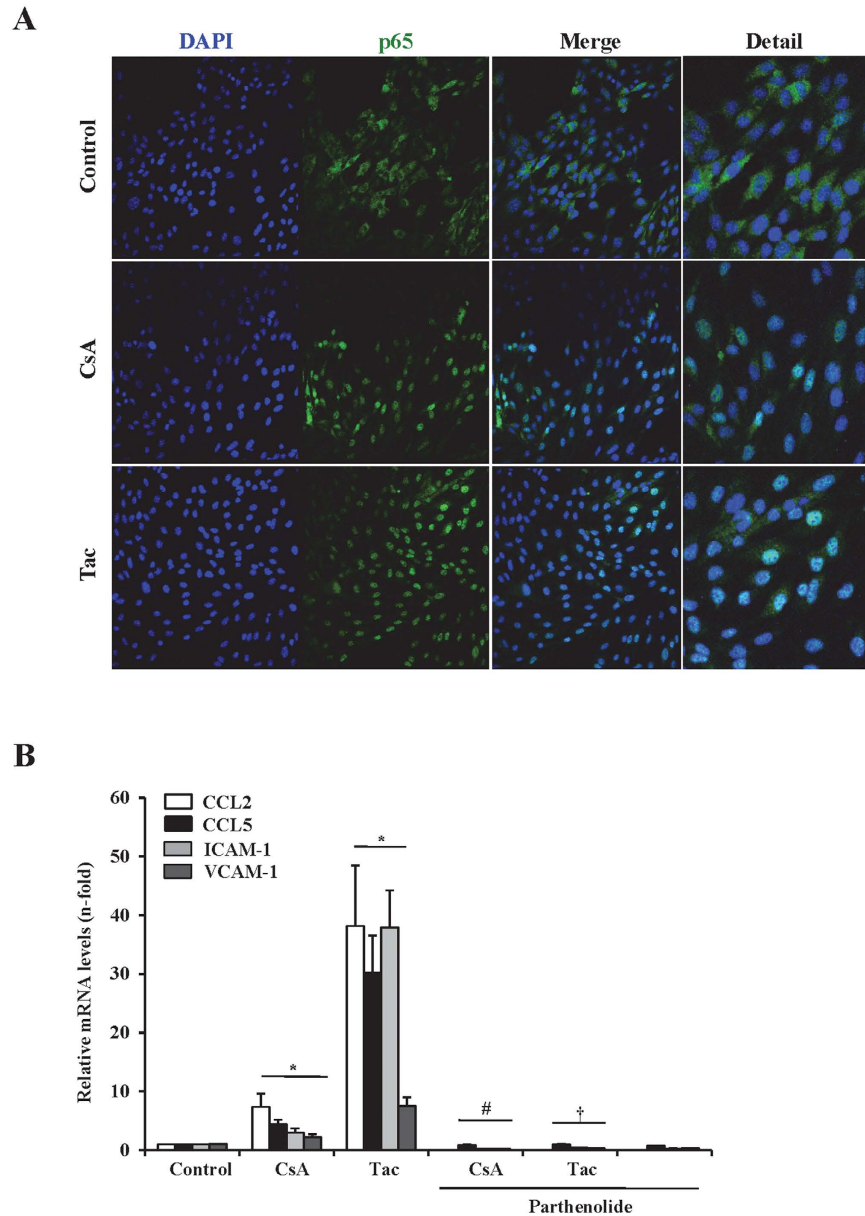 A
DAPI p65 Merge Detail
Control
CsA
Tac
B
60
50
40
30
20
10
0
Relative mRNA levels (n-fold)
CCL2
CCL5
ICAM-1
VCAM-1
*
*
#
†
Control CsA Tac CsA Tac
Parthenolide